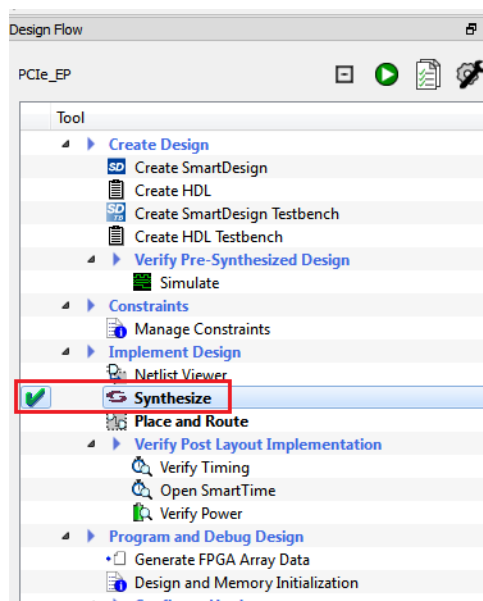 Design Flow
PCIe_EP
Tool
Create Design
SD Create SmartDesign
Create HDL
Create SmartDesign Testbench
Create HDL Testbench
Verify Pre-Synthesized Design
Simulate
Constraints
Manage Constraints
Implement Design
Netlist Viewer
Synthesize
Place and Route
Verify Post Layout Implementation
Verify Timing
Open SmartTime
Verify Power
Program and Debug Design
Generate FPGA Array Data
Design and Memory Initialization